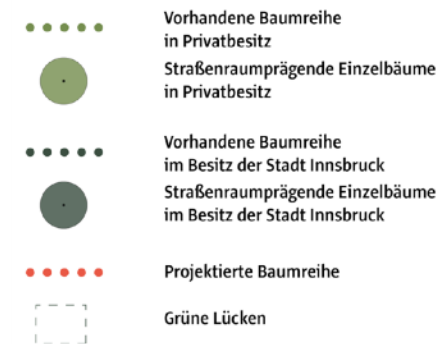 Vorhandene Baumreihe
in Privatbesitz
Straßenraumprägende Einzelbäume
in Privatbesitz
Vorhandene Baumreihe
im Besitz der Stadt Innsbruck
Straßenraumprägende Einzelbäume
im Besitz der Stadt Innsbruck
Projektierte Baumreihe
Grüne Lücken